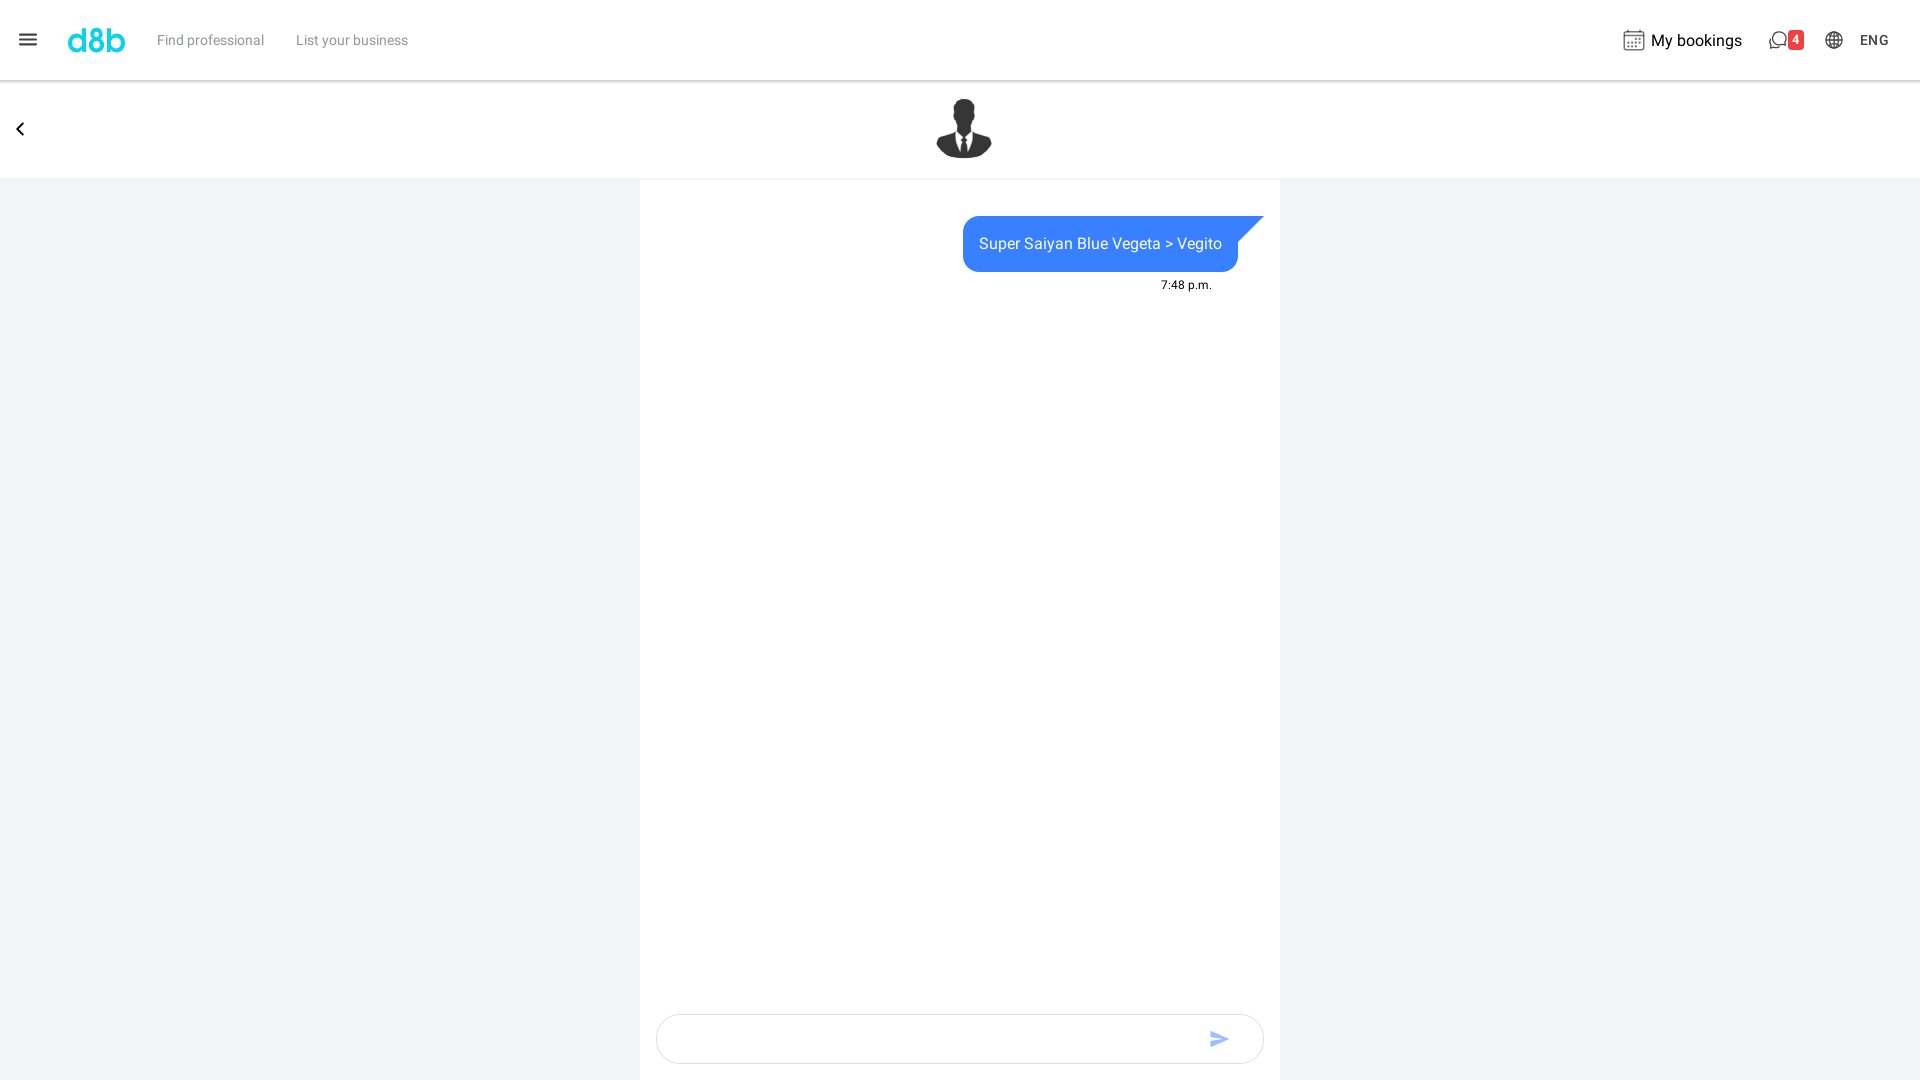 d8b
Find professional
List your business
My bookings
4
ENG
Super Saiyan Blue Vegeta > Vegito
7:48 p.m.